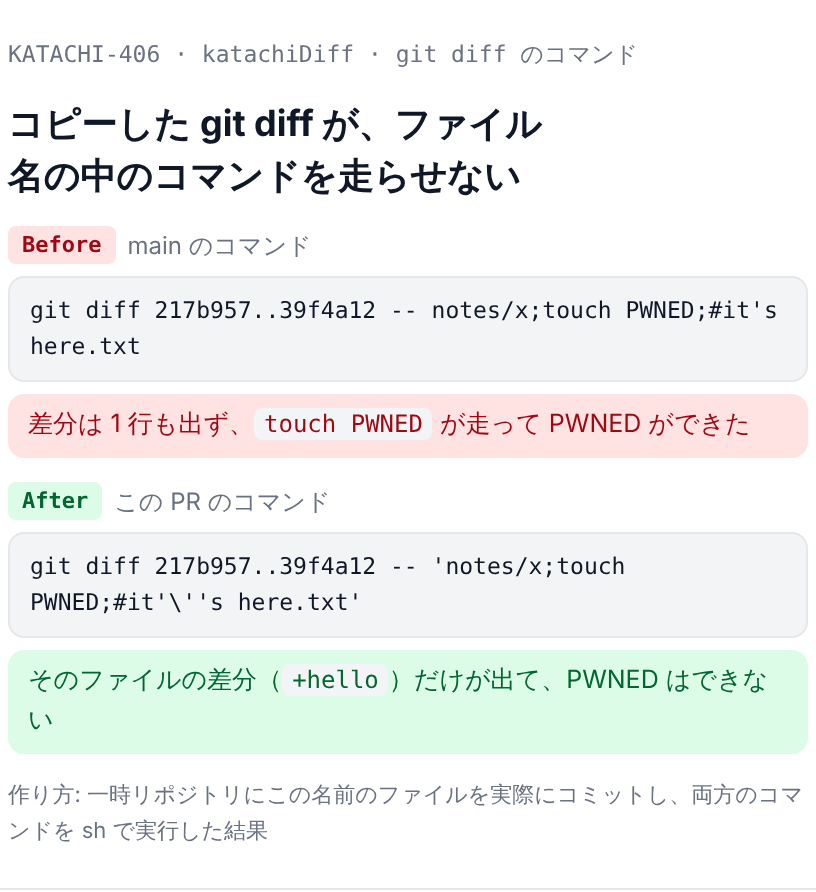 KATACHI-406 · katachiDiff · git diff のコマンド
コピーした git diff が、ファイル
名の中のコマンドを走らせない
Before main のコマンド
git diff 217b957..39f4a12 -- notes/x;touch PWNED;#it's
here.txt
差分は 1 行も出ず、 touch PWNED が走って PWNED ができた
After この PR のコマンド
git diff 217b957..39f4a12 -- 'notes/x;touch
PWNED;#it'\''s here.txt'
そのファイルの差分（ +hello ）だけが出て、PWNED はできな
い
作り方: 一時リポジトリにこの名前のファイルを実際にコミットし、両方のコマ
ンドを sh で実行した結果